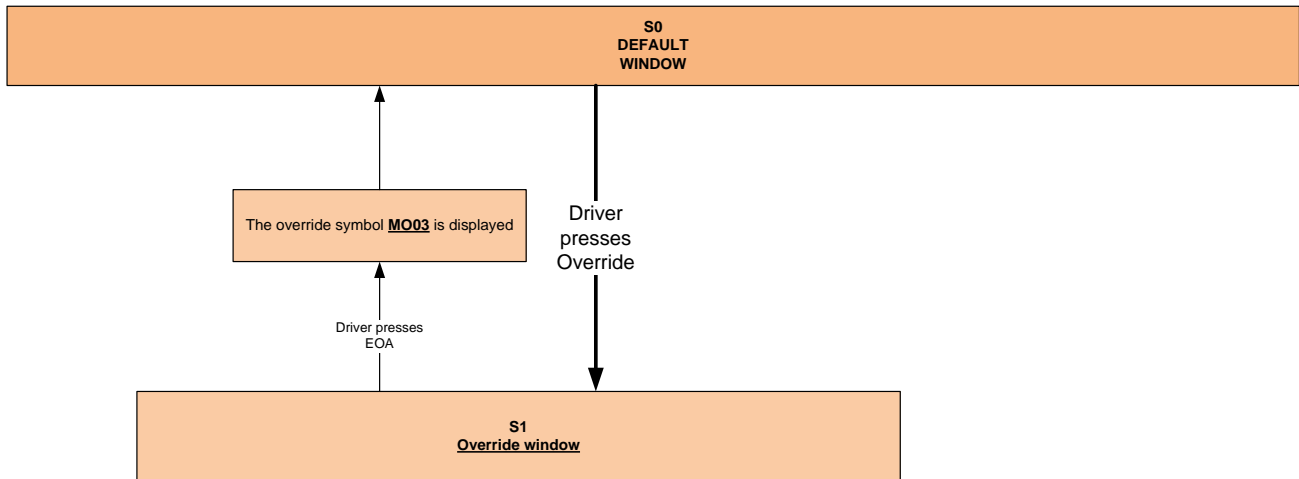 S0
DEFAULT
WINDOW
The override symbol MO03 is displayed
Driver
presses
Override
Driver presses
EOA
S1
Override window